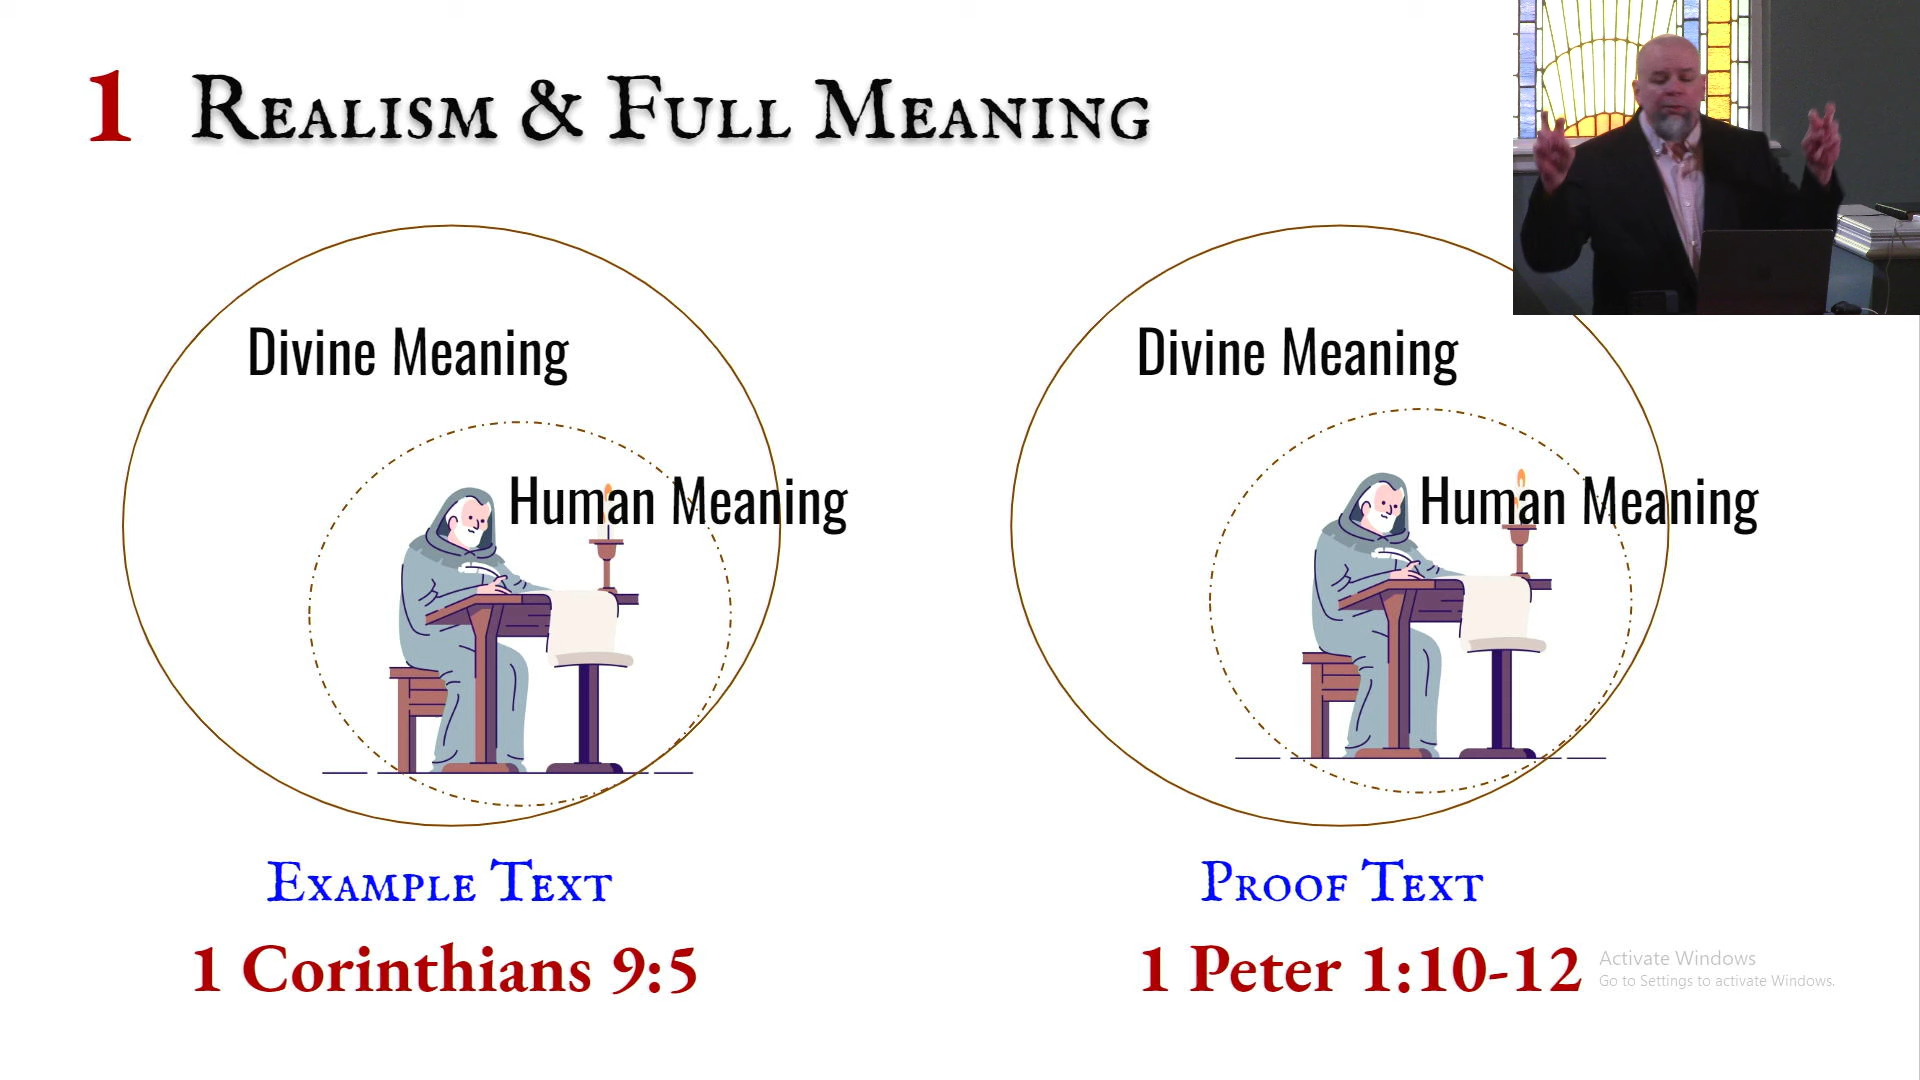 1 Realism & Full Meaning
Divine Meaning
Human Meaning
Example Text
1 Corinthians 9:5
Divine Meaning
Human Meaning
Proof Text
1 Peter 1:10-12
Activate Windows
Go to Settings to activate Windows.